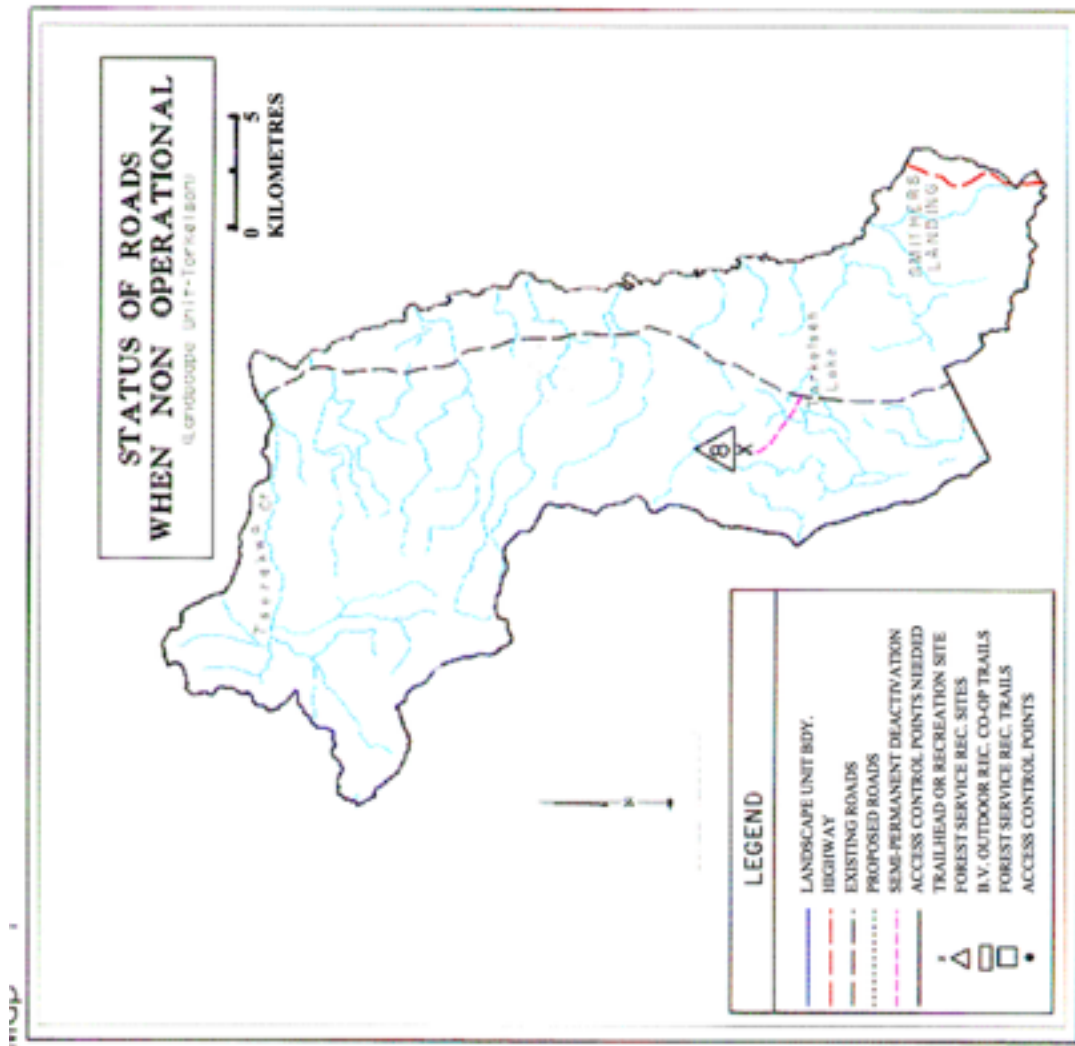 STATUS OF ROADS
WHEN NON OPERATIONAL
(Landscape Unit-Torkelson)
0 5
KILOMETRES
SMITHERS
LANDING
Lake
8
X
LEGEND
LANDSCAPE UNIT BDY.
HIGHWAY
EXISTING ROADS
PROPOSED ROADS
SEMI-PERMANENT DEACTIVATION
ACCESS CONTROL POINTS NEEDED
TRAILHEAD OR RECREATION SITE
FOREST SERVICE REC. SITES
B.V. OUTDOOR REC. CO-OP TRAILS
FOREST SERVICE REC. TRAILS
ACCESS CONTROL POINTS